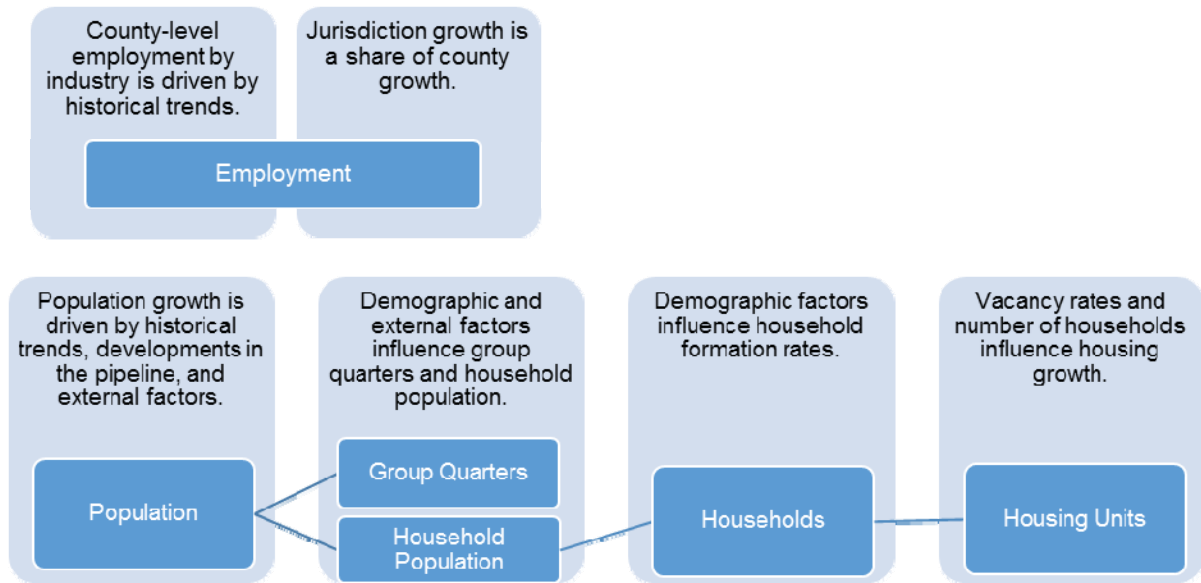 County-level
employment by
industry is driven by
historical trends.
Jurisdiction growth is
a share of county
growth.
Employment
Population growth is
driven by historical
trends, developments in
the pipeline, and
external factors.
Demographic and
external factors
influence group
quarters and household
population.
Demographic factors
influence household
formation rates.
Vacancy rates and
number of households
influence housing
growth.
Population
Group Quarters
Household
Population
Households
Housing Units